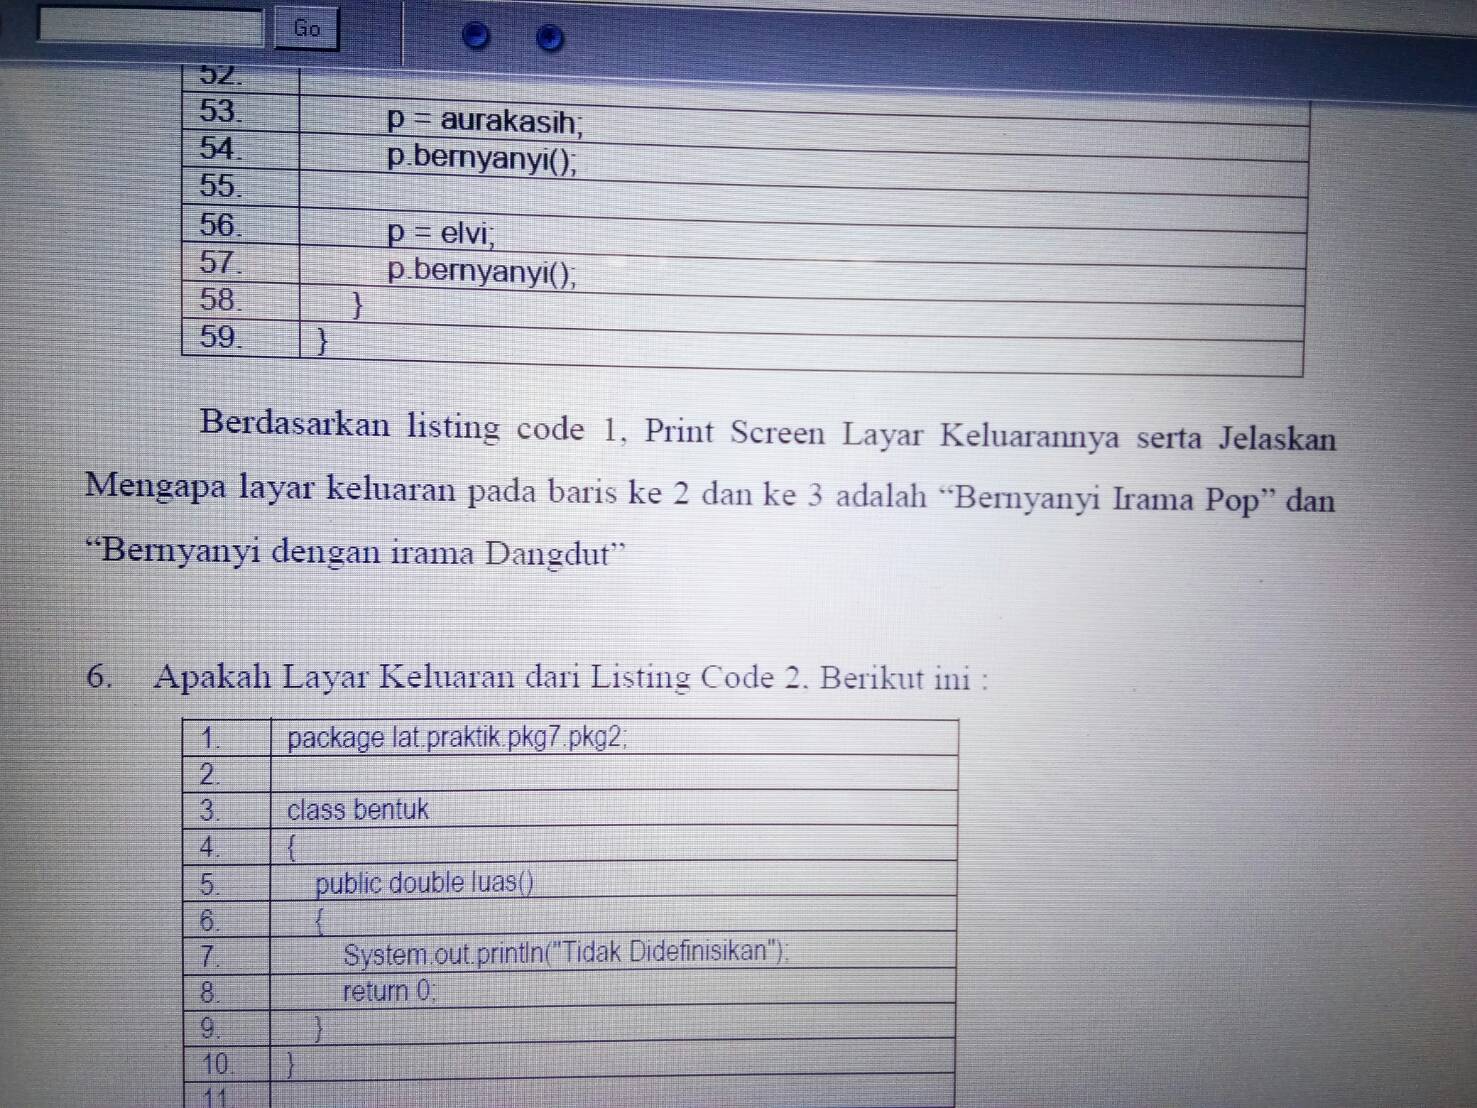 Go
52.
53. p = aurakasih;
54. p.bernyanyi();
55.
56. p = elvi;
57. p.bernyanyi();
58. }
59. }
Berdasarkan listing code 1, Print Screen Layar Keluarannya serta Jelaskan
Mengapa layar keluaran pada baris ke 2 dan ke 3 adalah “Bernyanyi Irama Pop” dan
“Bernyanyi dengan irama Dangdut”
6. Apakah Layar Keluaran dari Listing Code 2. Berikut ini :
1. package lat.praktik.pkg7.pkg2;
2.
3. class bentuk
4. {
5. public double luas()
6. {
7. System.out.println("Tidak Didefinisikan");
8. return 0;
9. }
10. }
11